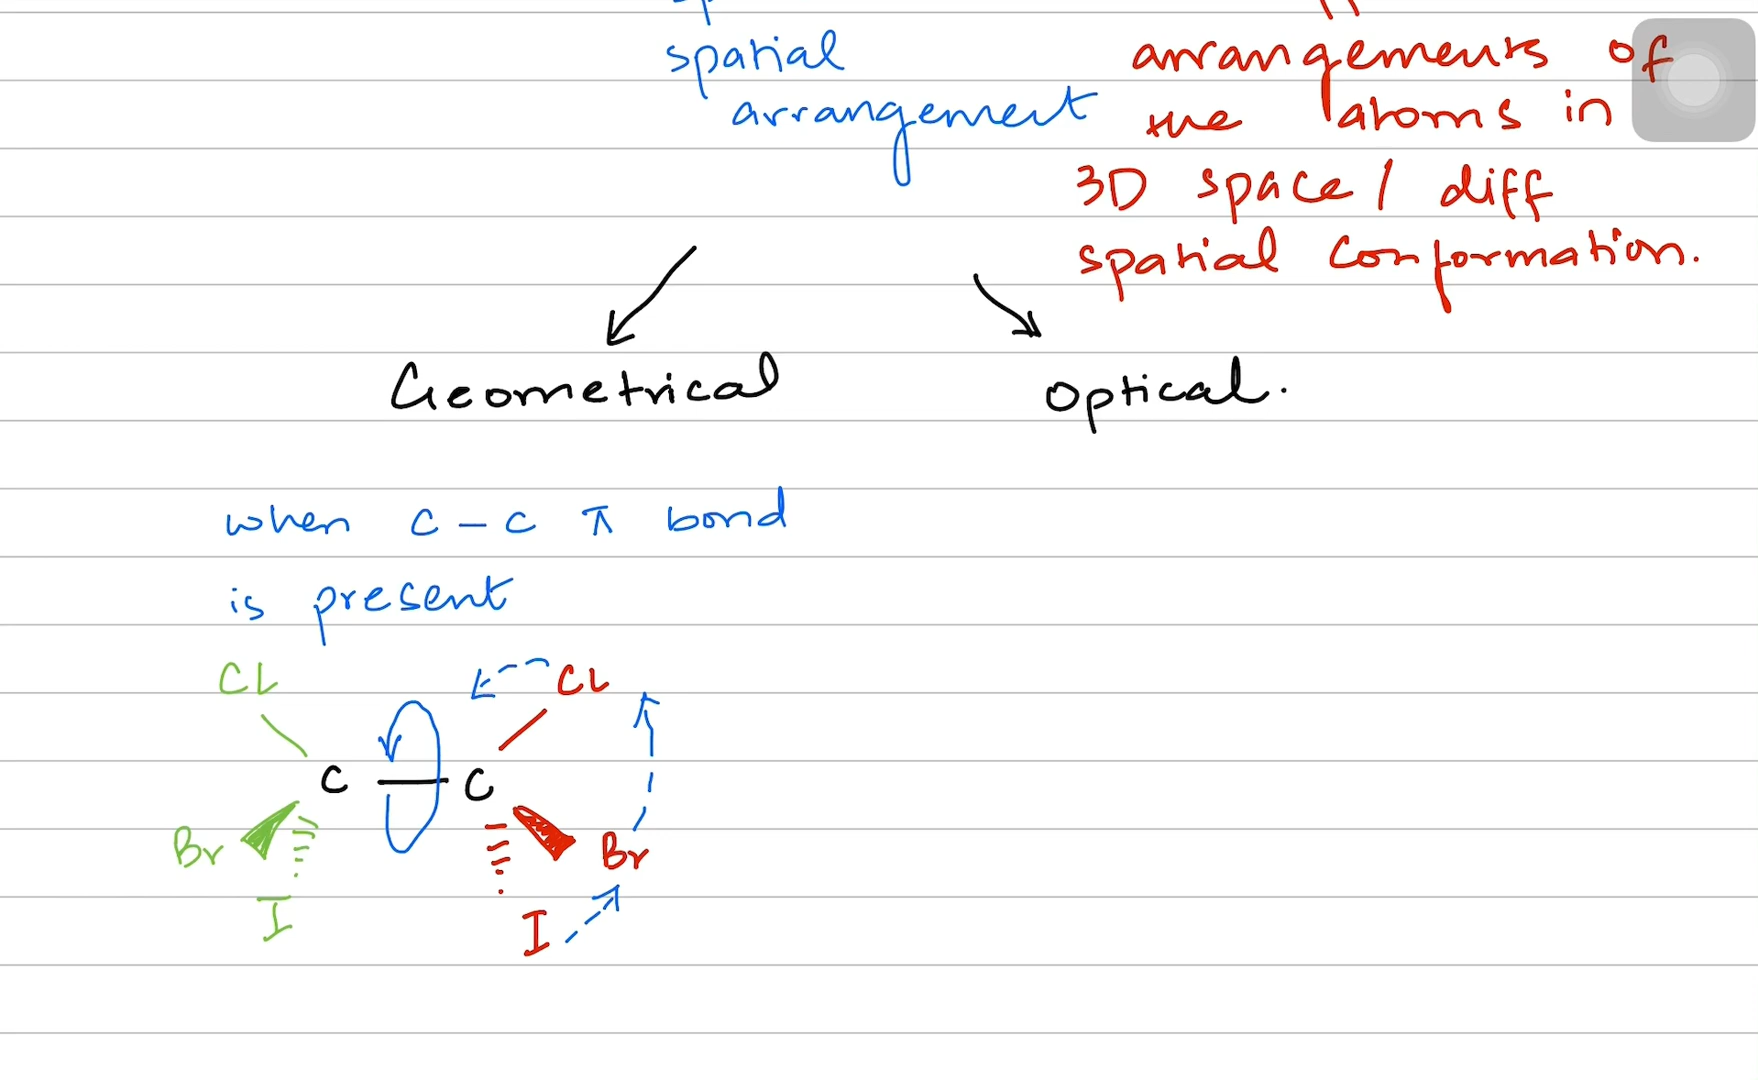 spatial
arrangement
arrangements of
the atoms in
3D space / diff
spatial conformation.
Geometrical
optical.
when C - C π bond
is present
CL CL
C — C
Br Br
I I